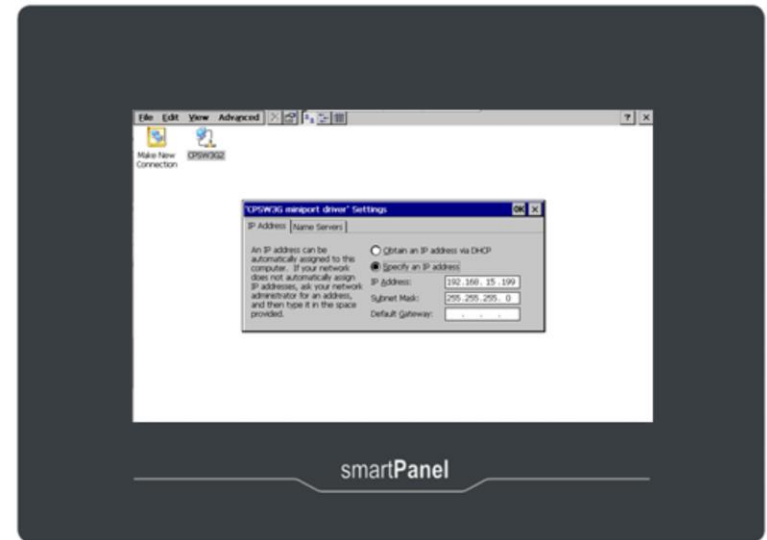 File Edit View Advanced ? ×
Make New
Connection
CPSW3G2
'CPSW3G miniport driver' Settings OK ×
IP Address Name Servers
An IP address can be
automatically assigned to this
computer. If your network
does not automatically assign
IP addresses, ask your network
administrator for an address,
and then type it in the space
provided.
Obtain an IP address via DHCP
Specify an IP address
IP Address: 192.168.15.199
Subnet Mask: 255.255.255.0
Default Gateway: . . .
smartPanel